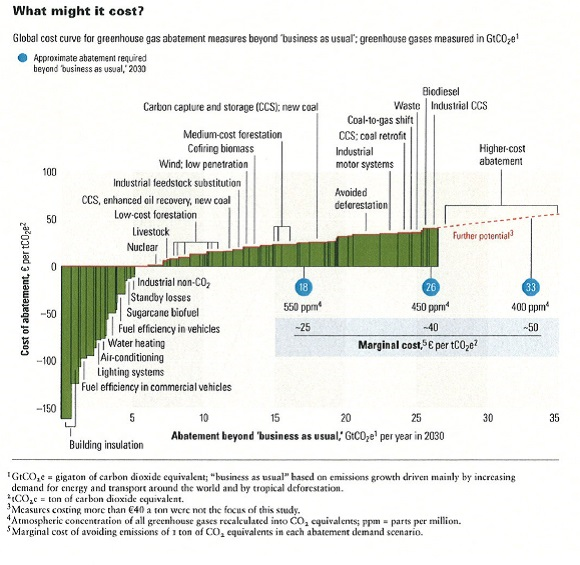 What might it cost?
Global cost curve for greenhouse gas abatement measures beyond 'business as usual'; greenhouse gases measured in GtCO2e1
Approximate abatement required
beyond 'business as usual,' 2030
Biodiesel
Carbon capture and storage (CCS); new coal
Waste
Industrial CCS
Coal-to-gas shift
Medium-cost forestation
CCS; coal retrofit
Cofiring biomass
Industrial
motor systems
Higher-cost
abatement
Wind; low penetration
Industrial feedstock substitution
CCS, enhanced oil recovery, new coal
Avoided
deforestation
Low-cost forestation
Livestock
Nuclear
Further potential3
Cost of abatement, € per tCO2e2
100
50
0
−50
−100
−150
Industrial non-CO2
Standby losses
Sugarcane biofuel
Fuel efficiency in vehicles
Water heating
Air-conditioning
Lighting systems
Fuel efficiency in commercial vehicles
Building insulation
18
26
33
550 ppm4
450 ppm4
400 ppm4
~25
~40
~50
Marginal cost,5 € per tCO2e2
5
10
15
20
25
30
35
Abatement beyond 'business as usual,' GtCO2e1 per year in 2030
1GtCO2e = gigaton of carbon dioxide equivalent; "business as usual" based on emissions growth driven mainly by increasing
demand for energy and transport around the world and by tropical deforestation.
2tCO2e = ton of carbon dioxide equivalent.
3Measures costing more than €40 a ton were not the focus of this study.
4Atmospheric concentration of all greenhouse gases recalculated into CO2 equivalents; ppm = parts per million.
5Marginal cost of avoiding emissions of 1 ton of CO2 equivalents in each abatement demand scenario.